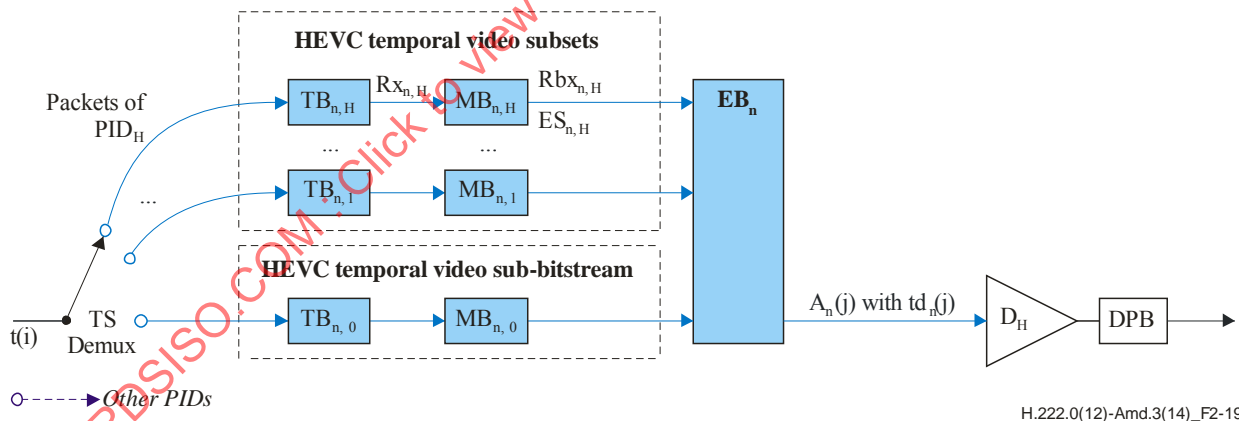 HEVC temporal video subsets
Packets of
PID_H
TB_n, H
Rx_n, H
MB_n, H
Rbx_n, H
ES_n, H
EB_n
...
...
...
TB_n, 1
MB_n, 1
HEVC temporal video sub-bitstream
TB_n, 0
MB_n, 0
A_n(j) with td_n(j)
D_H
DPB
t(i)
TS
Demux
Other PIDs
H.222.0(12)-Amd.3(14)_F2-19
RDSISO.COM : Click to view